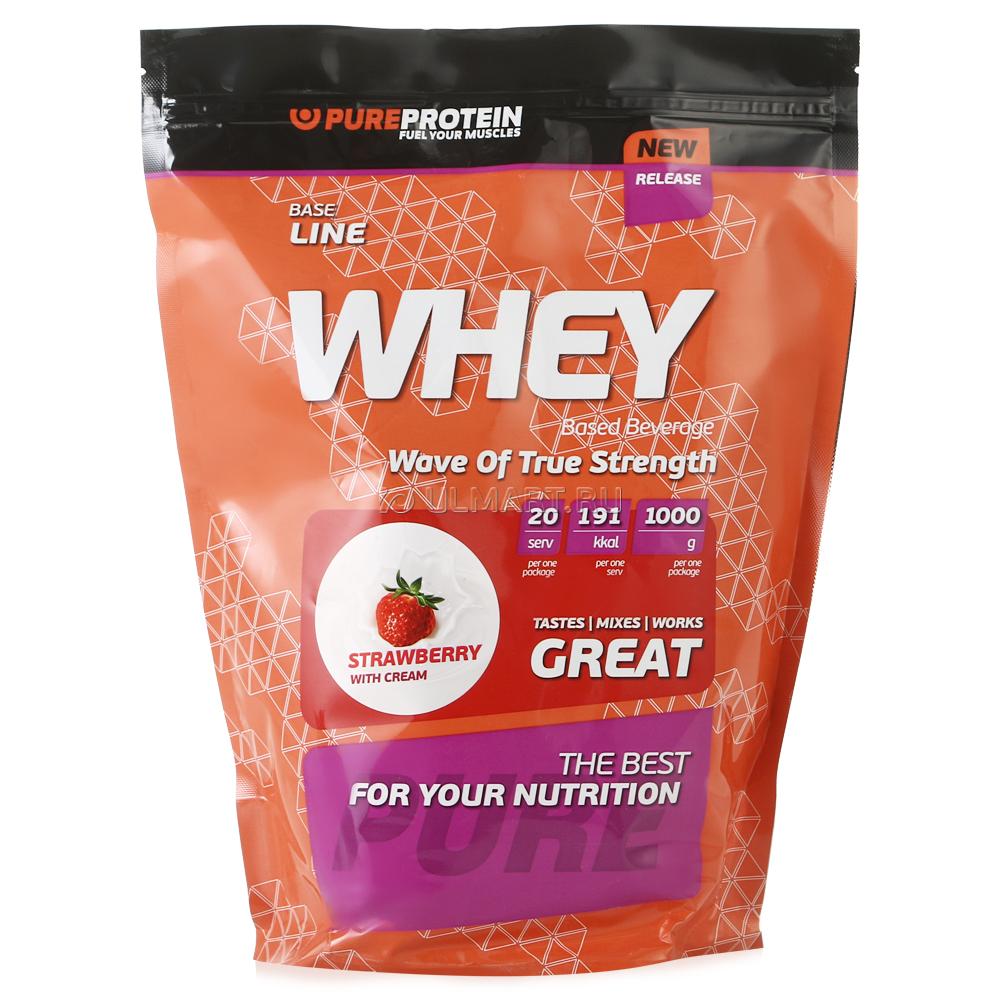 PUREPROTEIN
FUEL YOUR MUSCLES
NEW
RELEASE
BASE
LINE
WHEY
Based Beverage
Wave Of True Strength
ULMART.RU
20 serv per one package
191 kkal per one serv
1000 g per one package
STRAWBERRY
WITH CREAM
TASTES | MIXES | WORKS
GREAT
THE BEST
FOR YOUR NUTRITION
PURE